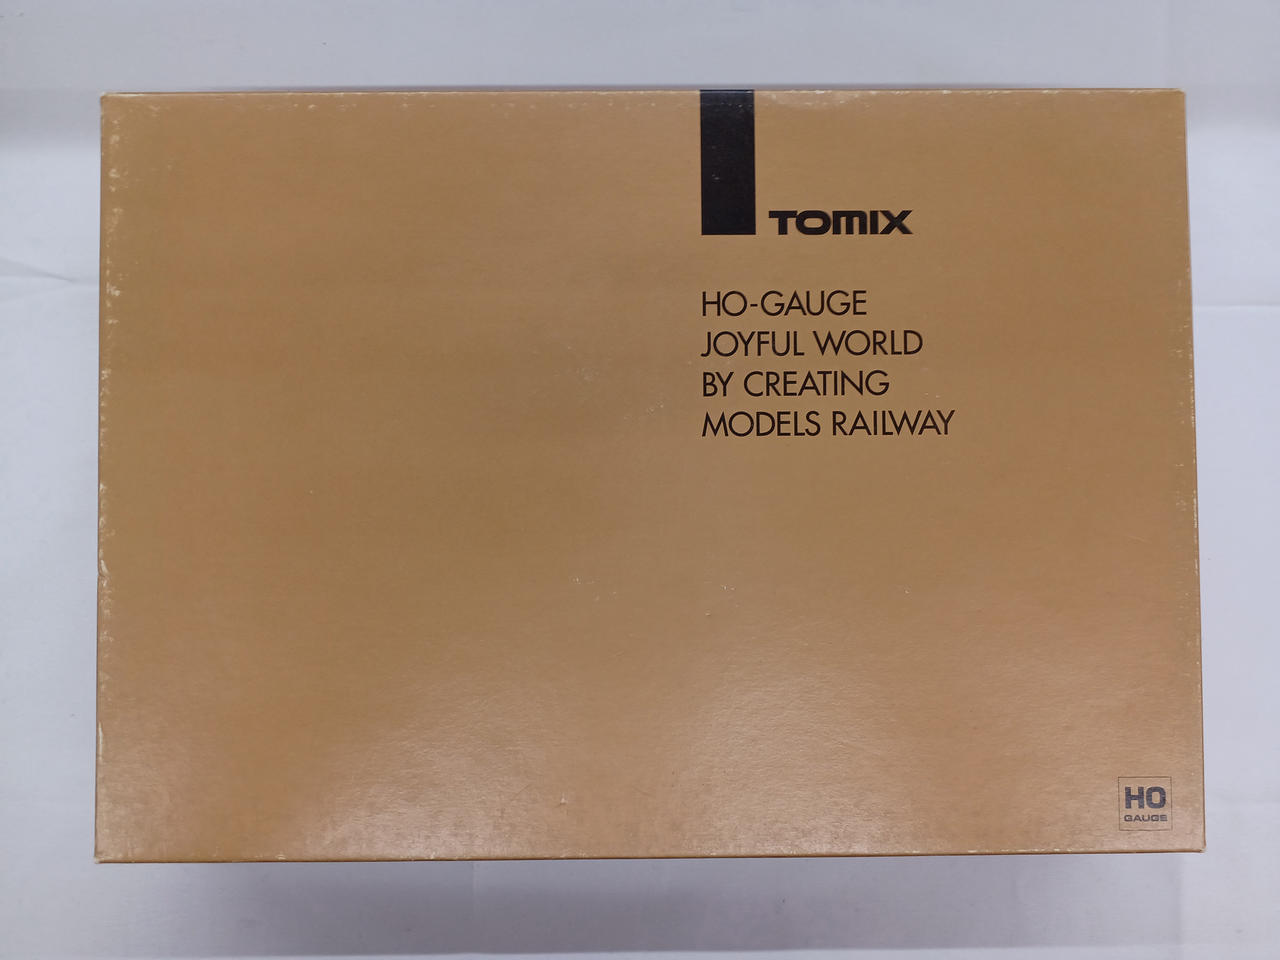 TOMIX
HO-GAUGE
JOYFUL WORLD
BY CREATING
MODELS RAILWAY
HO
GAUGE